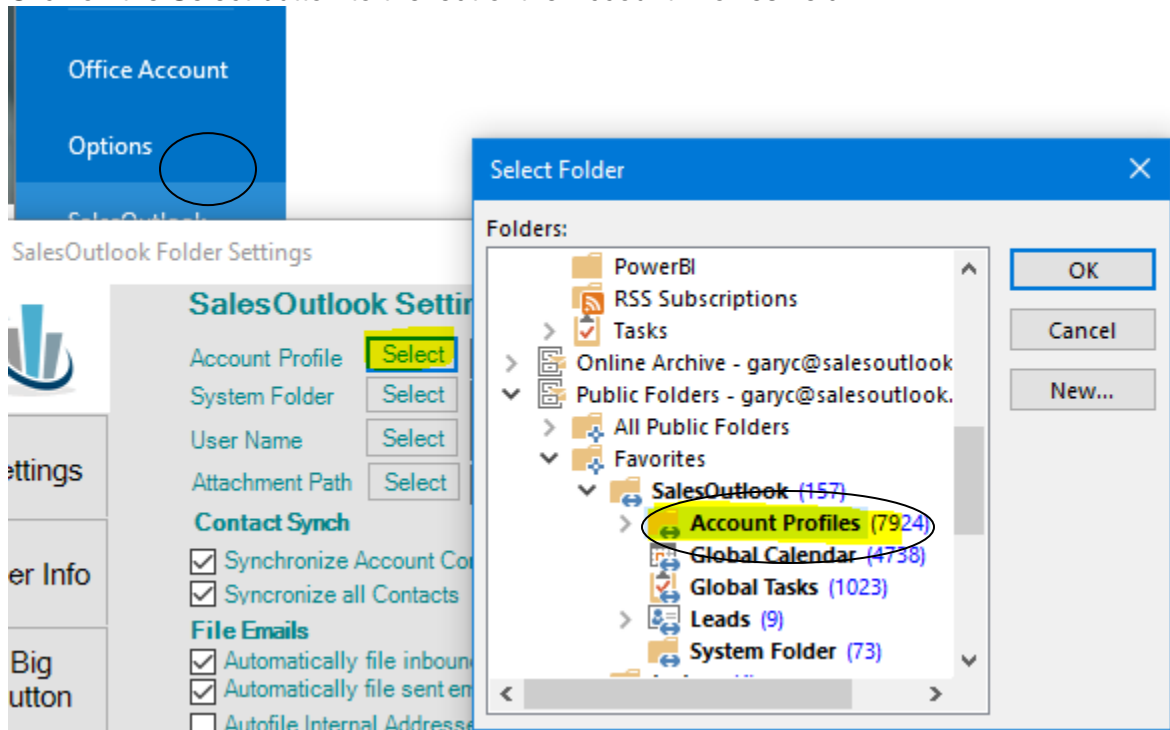 Office Account
Options
SalesOutlook
SalesOutlook Folder Settings
SalesOutlook Settin
Account Profile Select
System Folder Select
User Name Select
Attachment Path Select
Contact Synch
Synchronize Account Co
Syncronize all Contacts
File Emails
Automatically file inboun
Automatically file sent em
Autofile Internal Addresse
ettings
er Info
Big
utton
Select Folder
Folders:
PowerBI
RSS Subscriptions
Tasks
Online Archive - garyc@salesoutlook
Public Folders - garyc@salesoutlook.
All Public Folders
Favorites
SalesOutlook (157)
Account Profiles (7924)
Global Calendar (4738)
Global Tasks (1023)
Leads (9)
System Folder (73)
OK
Cancel
New...